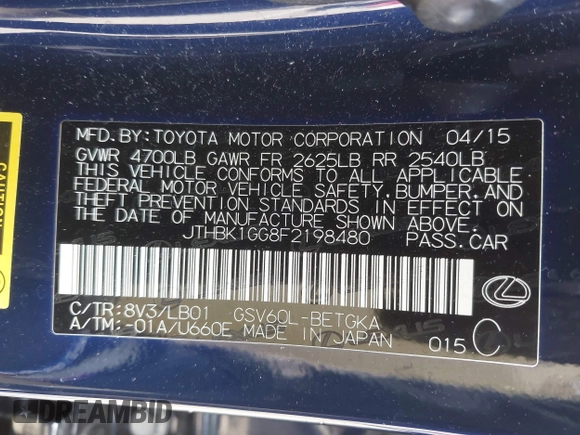 MFD. BY: TOYOTA MOTOR CORPORATION 04/15
GVWR 4700LB GAWR FR 2625LB RR 2540LB
THIS VEHICLE CONFORMS TO ALL APPLICABLE
FEDERAL MOTOR VEHICLE SAFETY, BUMPER, AND
THEFT PREVENTION STANDARDS IN EFFECT ON
THE DATE OF MANUFACTURE SHOWN ABOVE.
JTHBK1GG8F2198480 PASS. CAR
C/TR: 8V3/LB01 GSV60L-BETGKA
A/TM: -01A/U660E MADE IN JAPAN 015 C
CAUTION
DREAMBID